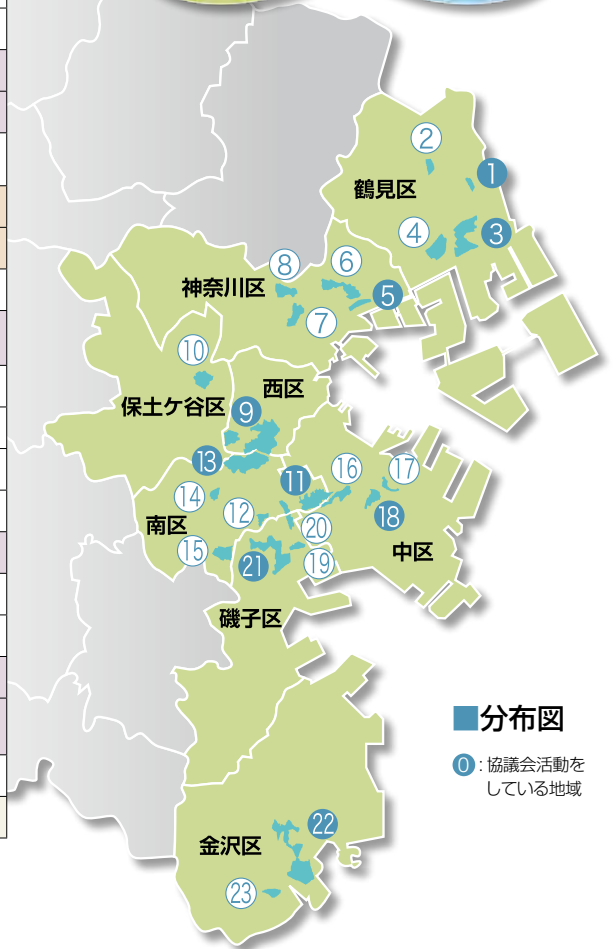 ②
①
鶴見区
④
③
⑧
⑥
神奈川区
⑤
⑦
⑩
西区
保土ケ谷区
⑨
⑬
⑯
⑰
⑪
⑭
⑫
⑱
南区
⑳
⑮
㉑
⑲
中区
磯子区
■分布図
0：協議会活動を
している地域
㉒
金沢区
㉓